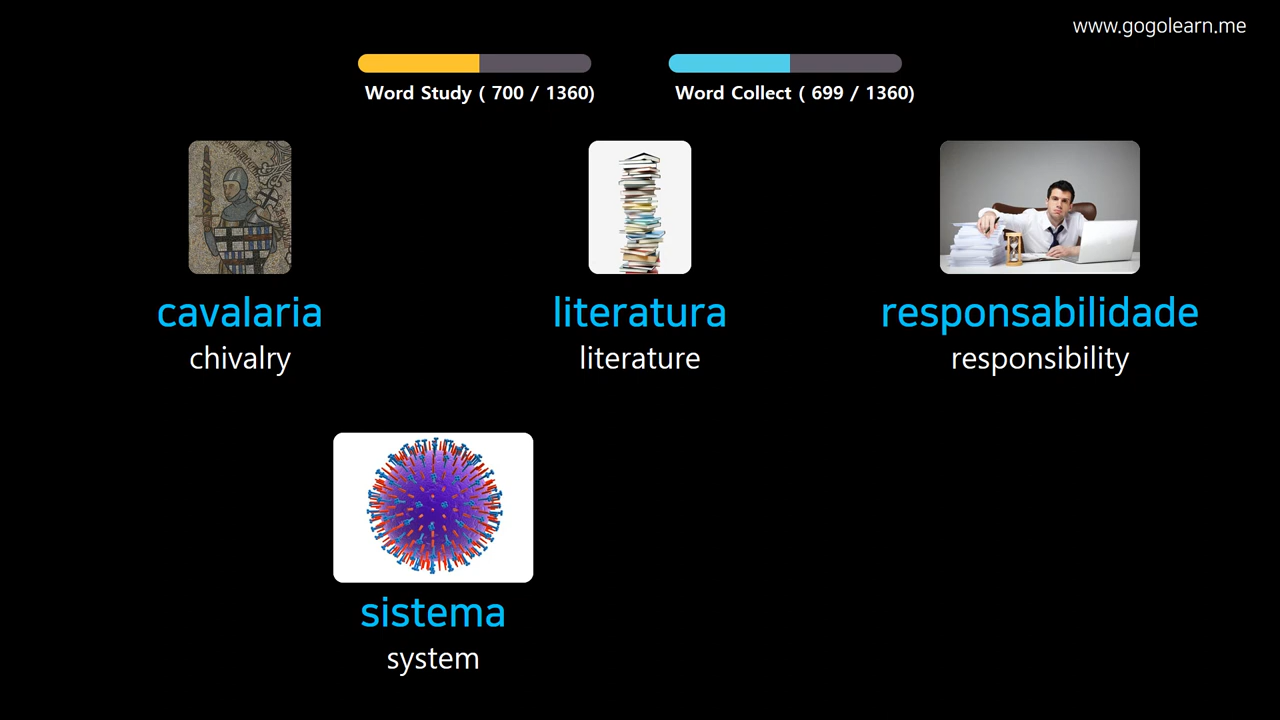 www.gogolearn.me
Word Study ( 700 / 1360)
Word Collect ( 699 / 1360)
cavalaria
chivalry
literatura
literature
responsabilidade
responsibility
sistema
system